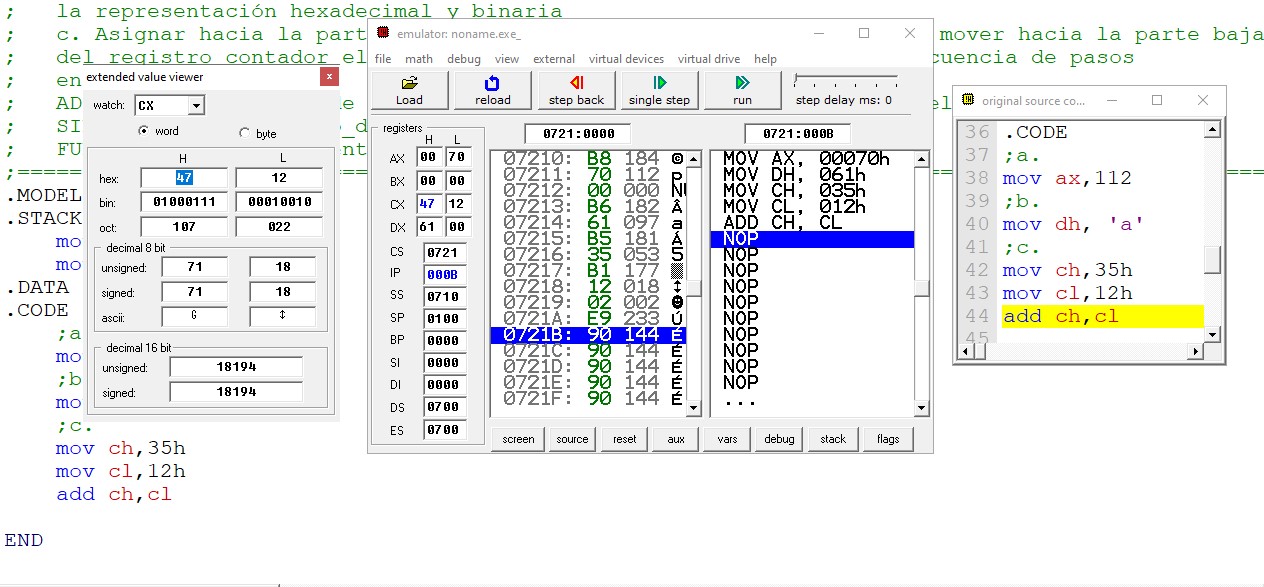 ;   la representación hexadecimal y binaria
;   c. Asignar hacia la part
mover hacia la parte baja
;   del registro contador el
cuencia de pasos
;   en
;   AD
;   SI
;   FU
.MODEL
.STACK
mo
mo
.DATA
.CODE
;a
mo
;b
mo
;c.
mov ch,35h
mov cl,12h
add ch,cl
END
extended value viewer
x
watch: CX
word byte
H L
hex: 47 12
bin: 01000111 00010010
oct: 107 022
decimal 8 bit
unsigned: 71 18
signed: 71 18
ascii: G ↕
decimal 16 bit
unsigned: 18194
signed: 18194
emulator: noname.exe_
file math debug view external virtual devices virtual drive help
Load reload step back single step run step delay ms: 0
registers
H L
AX 00 70
BX 00 00
CX 47 12
DX 61 00
CS 0721
IP 000B
SS 0710
SP 0100
BP 0000
SI 0000
DI 0000
DS 0700
ES 0700
0721:0000
07210: B8 184 ©
07211: 70 112 p
07212: 00 000 NU
07213: B6 182 Â
07214: 61 097 a
07215: B5 181 Á
07216: 35 053 5
07217: B1 177 ▒
07218: 12 018 ↕
07219: 02 002 ☻
0721A: E9 233 Ú
0721B: 90 144 É
0721C: 90 144 É
0721D: 90 144 É
0721E: 90 144 É
0721F: 90 144 É
0721:000B
MOV AX, 00070h
MOV DH, 061h
MOV CH, 035h
MOV CL, 012h
ADD CH, CL
NOP
NOP
NOP
NOP
NOP
NOP
NOP
NOP
NOP
NOP
...
screen source reset aux vars debug stack flags
original source co...
36 .CODE
37 ;a.
38 mov ax,112
39 ;b.
40 mov dh, 'a'
41 ;c.
42 mov ch,35h
43 mov cl,12h
44 add ch,cl
45